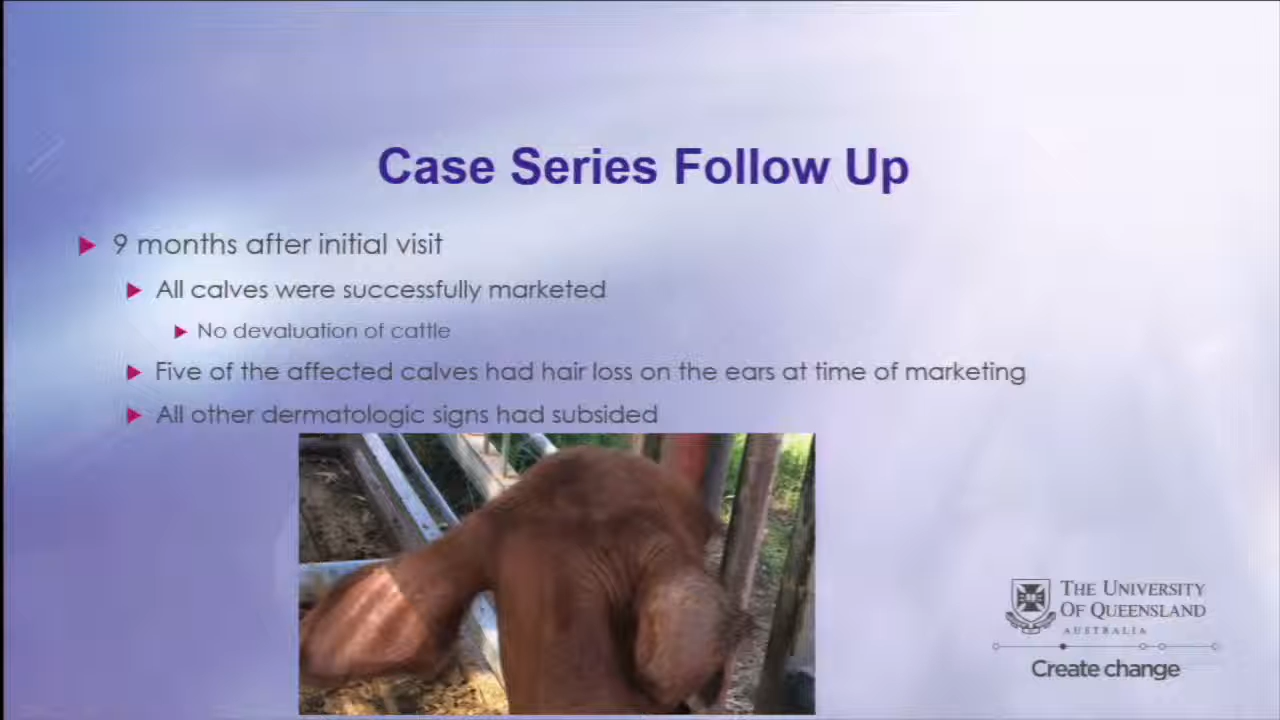 Case Series Follow Up
9 months after initial visit
All calves were successfully marketed
No devaluation of cattle
Five of the affected calves had hair loss on the ears at time of marketing
All other dermatologic signs had subsided
THE UNIVERSITY
OF QUEENSLAND
AUSTRALIA
Create change